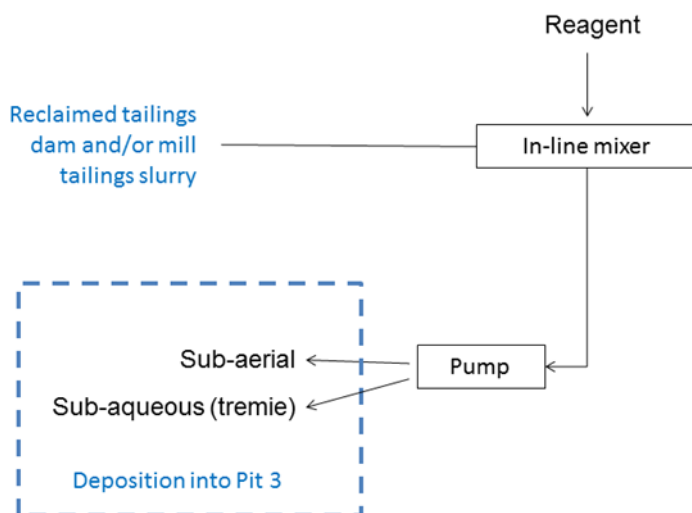 Reagent
Reclaimed tailings
dam and/or mill
tailings slurry
In-line mixer
Sub-aerial
Pump
Sub-aqueous (tremie)
Deposition into Pit 3